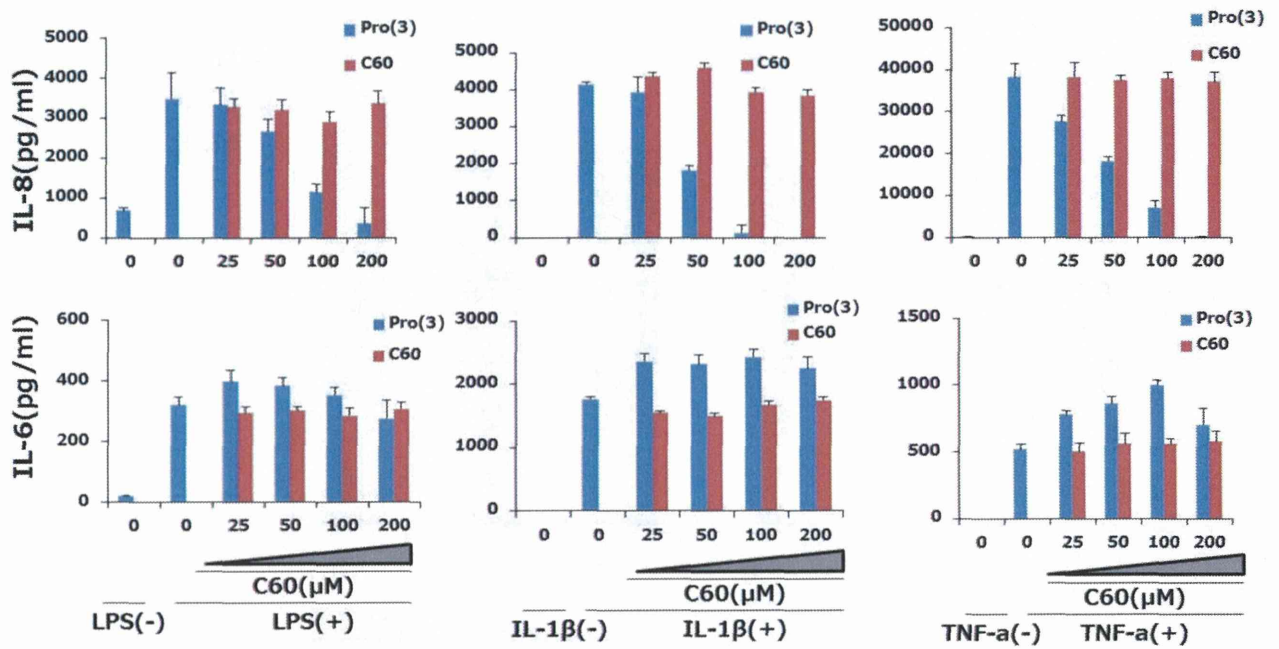 IL-8(pg/ml)
5000
4000
3000
2000
1000
0
Pro(3)
C60
0 0 25 50 100 200
5000
4000
3000
2000
1000
0
Pro(3)
C60
0 0 25 50 100 200
50000
40000
30000
20000
10000
0
Pro(3)
C60
0 0 25 50 100 200
IL-6(pg/ml)
600
400
200
0
Pro(3)
C60
0 0 25 50 100 200
C60(μM)
LPS(-) LPS(+)
3000
2000
1000
0
Pro(3)
C60
0 0 25 50 100 200
C60(μM)
IL-1β(-) IL-1β(+)
1500
1000
500
0
Pro(3)
C60
0 0 25 50 100 200
C60(μM)
TNF-a(-) TNF-a(+)